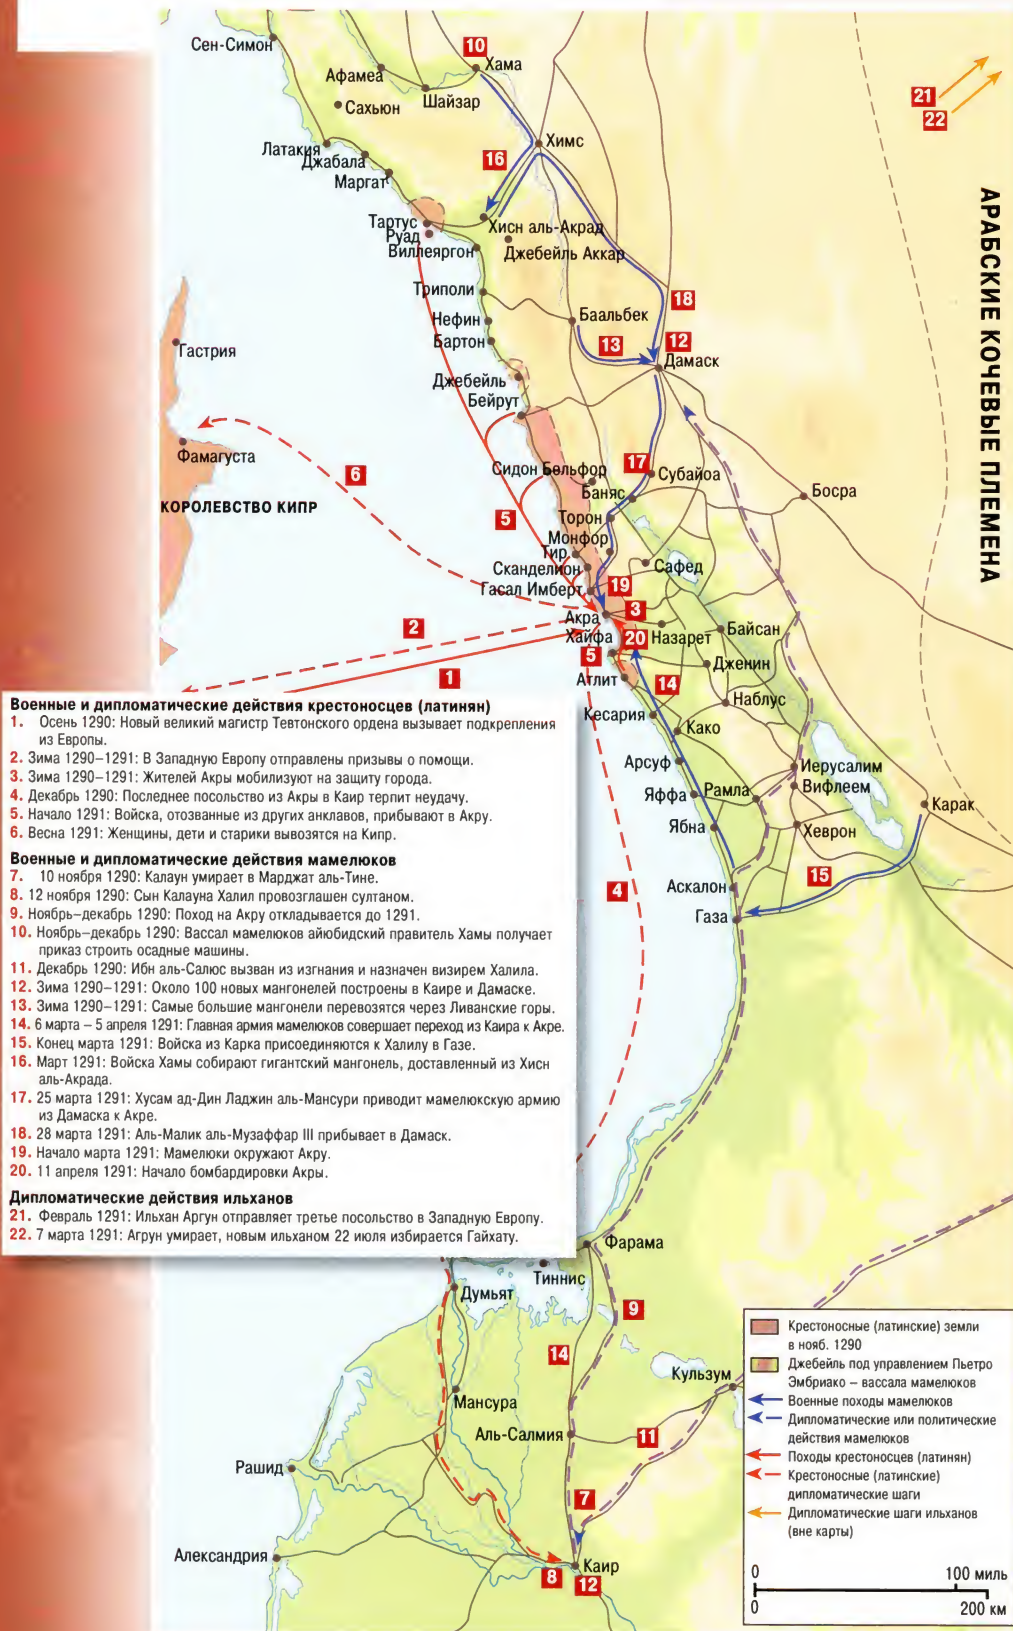 Сен-Симон
10
Хама
Афамеа
Шайзар
Сахьюн
21
22
Латакия
Джабала
Маргат
16
Химс
АРАБСКИЕ КОЧЕВЫЕ ПЛЕМЕНА
Тартус
Руад
Виллеяргон
Хисн аль-Акрад
Джебейль Аккар
Триполи
18
Нефин
Баальбек
Бартон
13
12
Дамаск
Гастрия
Джебейль
Бейрут
Фамагуста
6
Сидон
Бельфор
17
Субайоа
Баняс
Босра
КОРОЛЕВСТВО КИПР
5
Торон
Монфор
Тир
Сканделион
Сафед
Гасал Имберт
19
Акра
3
2
Хайфа
20
Назарет
Байсан
5
Дженин
1
Атлит
14
Наблус
Кесария
Како
Арсуф
Иерусалим
Яффа
Рамла
Вифлеем
Карак
Ябна
Хеврон
15
Аскалон
4
Газа
Военные и дипломатические действия крестоносцев (латинян)
1. Осень 1290: Новый великий магистр Тевтонского ордена вызывает подкрепления
из Европы.
2. Зима 1290–1291: В Западную Европу отправлены призывы о помощи.
3. Зима 1290–1291: Жителей Акры мобилизуют на защиту города.
4. Декабрь 1290: Последнее посольство из Акры в Каир терпит неудачу.
5. Начало 1291: Войска, отозванные из других анклавов, прибывают в Акру.
6. Весна 1291: Женщины, дети и старики вывозятся на Кипр.
Военные и дипломатические действия мамелюков
7. 10 ноября 1290: Калаун умирает в Марджат аль-Тине.
8. 12 ноября 1290: Сын Калауна Халил провозглашен султаном.
9. Ноябрь–декабрь 1290: Поход на Акру откладывается до 1291.
10. Ноябрь–декабрь 1290: Вассал мамелюков айюбидский правитель Хамы получает
приказ строить осадные машины.
11. Декабрь 1290: Ибн аль-Салюс вызван из изгнания и назначен визирем Халила.
12. Зима 1290–1291: Около 100 новых мангонелей построены в Каире и Дамаске.
13. Зима 1290–1291: Самые большие мангонели перевозятся через Ливанские горы.
14. 6 марта – 5 апреля 1291: Главная армия мамелюков совершает переход из Каира к Акре.
15. Конец марта 1291: Войска из Карка присоединяются к Халилу в Газе.
16. Март 1291: Войска Хамы собирают гигантский мангонель, доставленный из Хисн
аль-Акрада.
17. 25 марта 1291: Хусам ад-Дин Ладжин аль-Мансури приводит мамелюкскую армию
из Дамаска к Акре.
18. 28 марта 1291: Аль-Малик аль-Музаффар III прибывает в Дамаск.
19. Начало марта 1291: Мамелюки окружают Акру.
20. 11 апреля 1291: Начало бомбардировки Акры.
Дипломатические действия ильханов
21. Февраль 1291: Ильхан Аргун отправляет третье посольство в Западную Европу.
22. 7 марта 1291: Агрун умирает, новым ильханом 22 июля избирается Гайхату.
Фарама
Тиннис
Думьят
9
14
Кульзум
Мансура
Аль-Салмия
11
Рашид
7
Александрия
Каир
8
12
Крестоносные (латинские) земли
в нояб. 1290
Джебейль под управлением Пьетро
Эмбриако – вассала мамелюков
Военные походы мамелюков
Дипломатические или политические
действия мамелюков
Походы крестоносцев (латинян)
Крестоносные (латинские)
дипломатические шаги
Дипломатические шаги ильханов
(вне карты)
0 100 миль
0 200 км